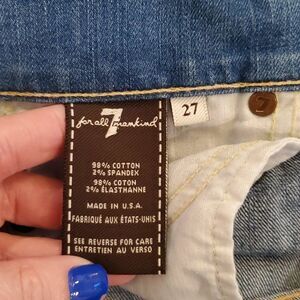 7
for all mankind
27
7
98% COTTON
2% SPANDEX
98% COTON
2% ÉLASTHANNE
MADE IN U.S.A.
FABRIQUÉ AUX ÉTATS-UNIS
SEE REVERSE FOR CARE
ENTRETIEN AU VERSO